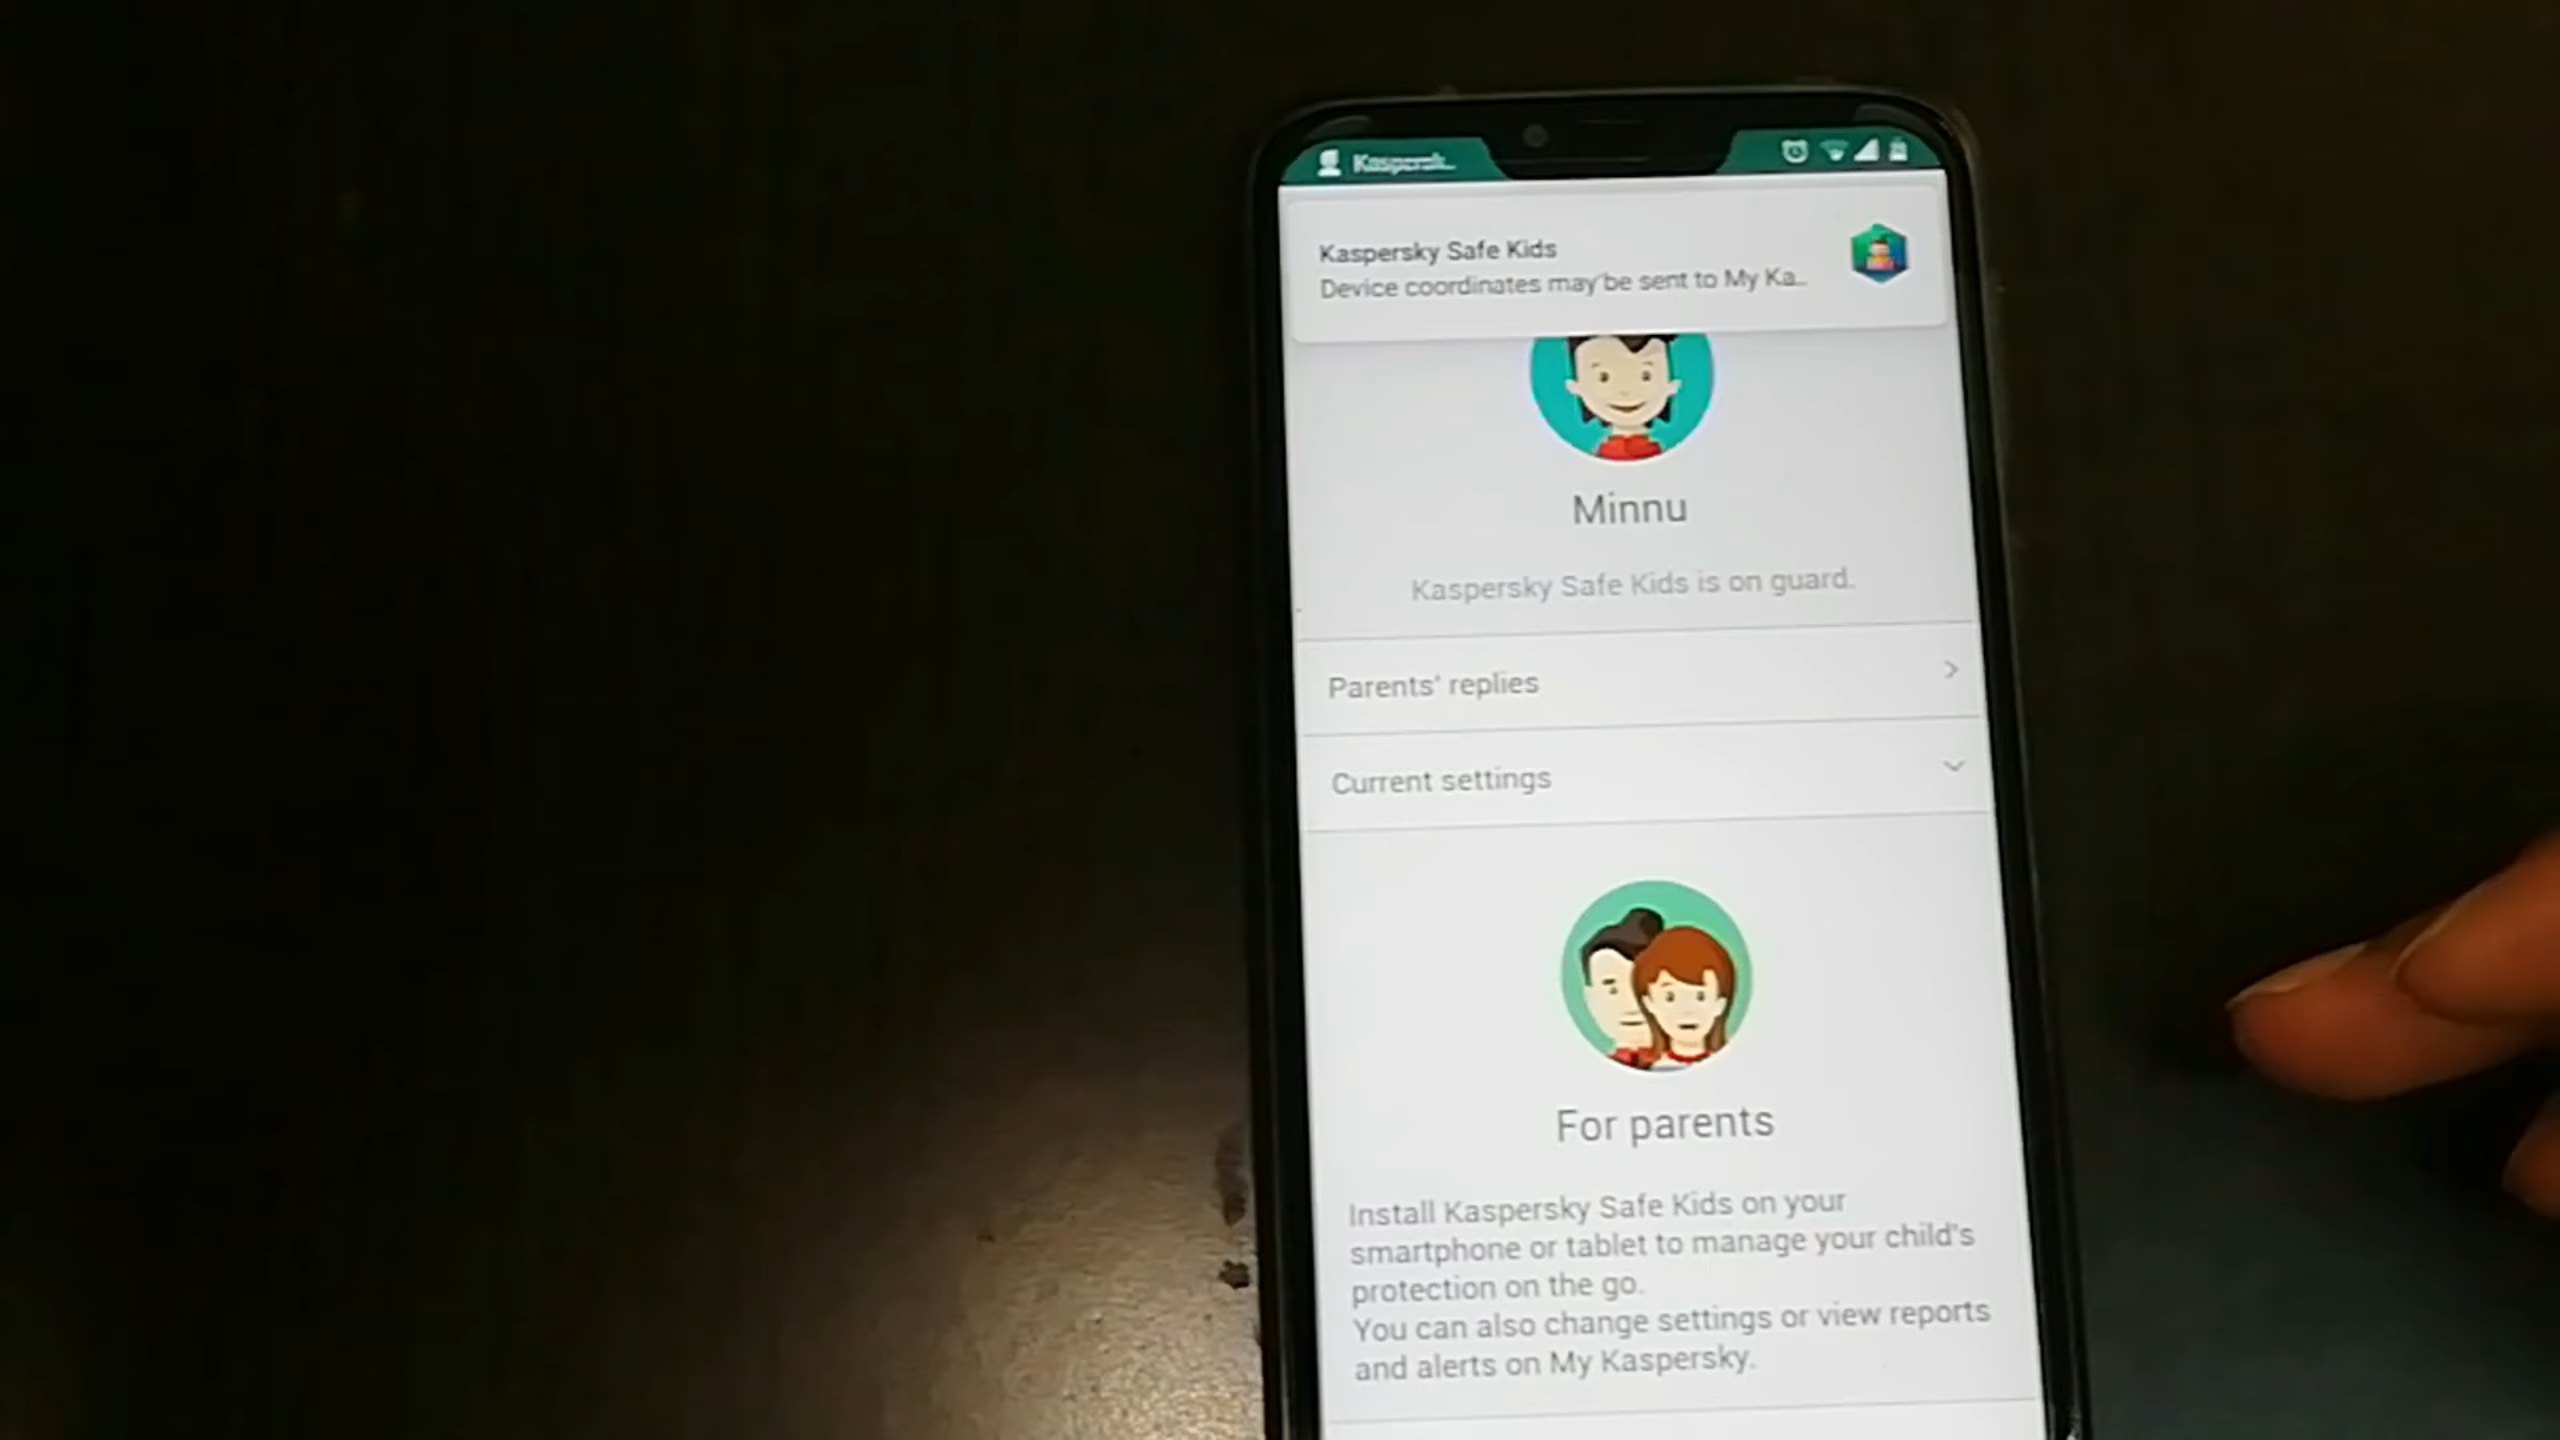 Kaspersk...
Kaspersky Safe Kids
Device coordinates may be sent to My Ka...
Minnu
Kaspersky Safe Kids is on guard.
Parents' replies
Current settings
For parents
Install Kaspersky Safe Kids on your
smartphone or tablet to manage your child's
protection on the go.
You can also change settings or view reports
and alerts on My Kaspersky.